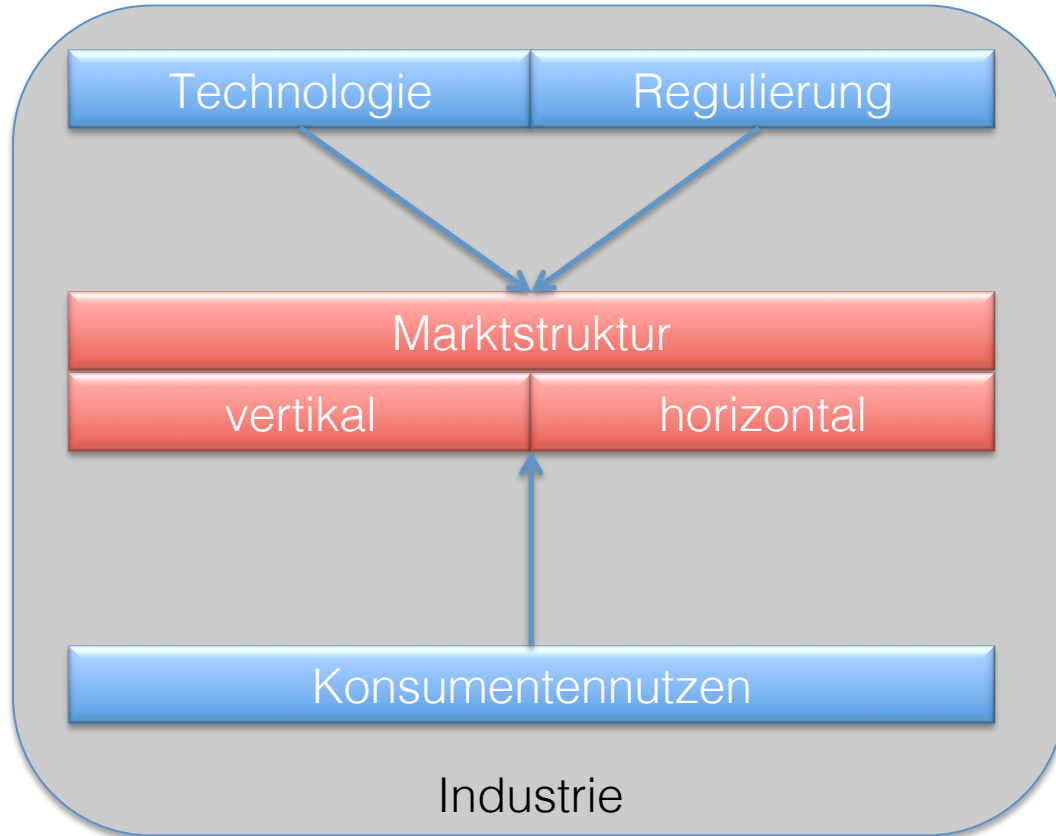 Technologie Regulierung
Marktstruktur
vertikal horizontal
Konsumentennutzen
Industrie